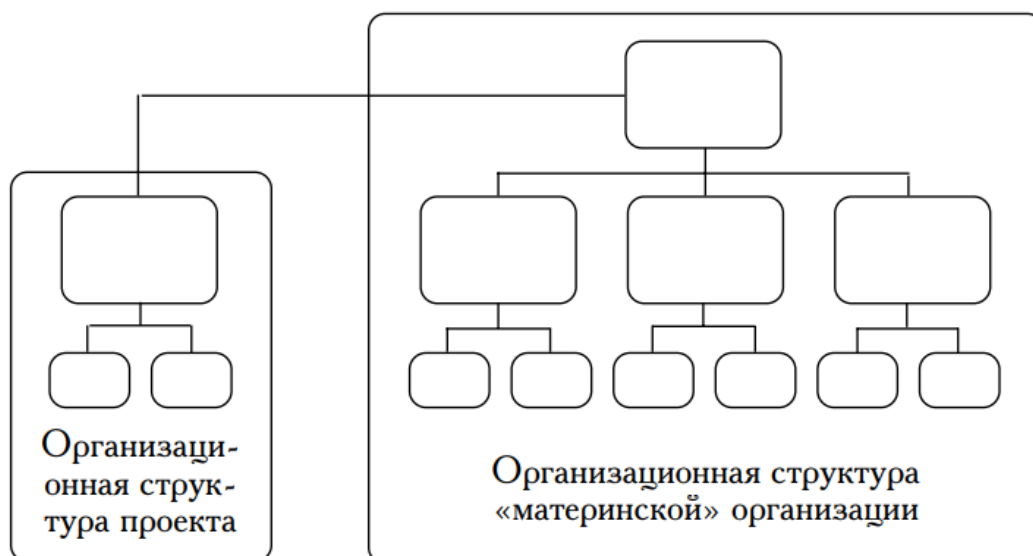 Организаци-
онная струк-
тура проекта
Организационная структура
«материнской» организации